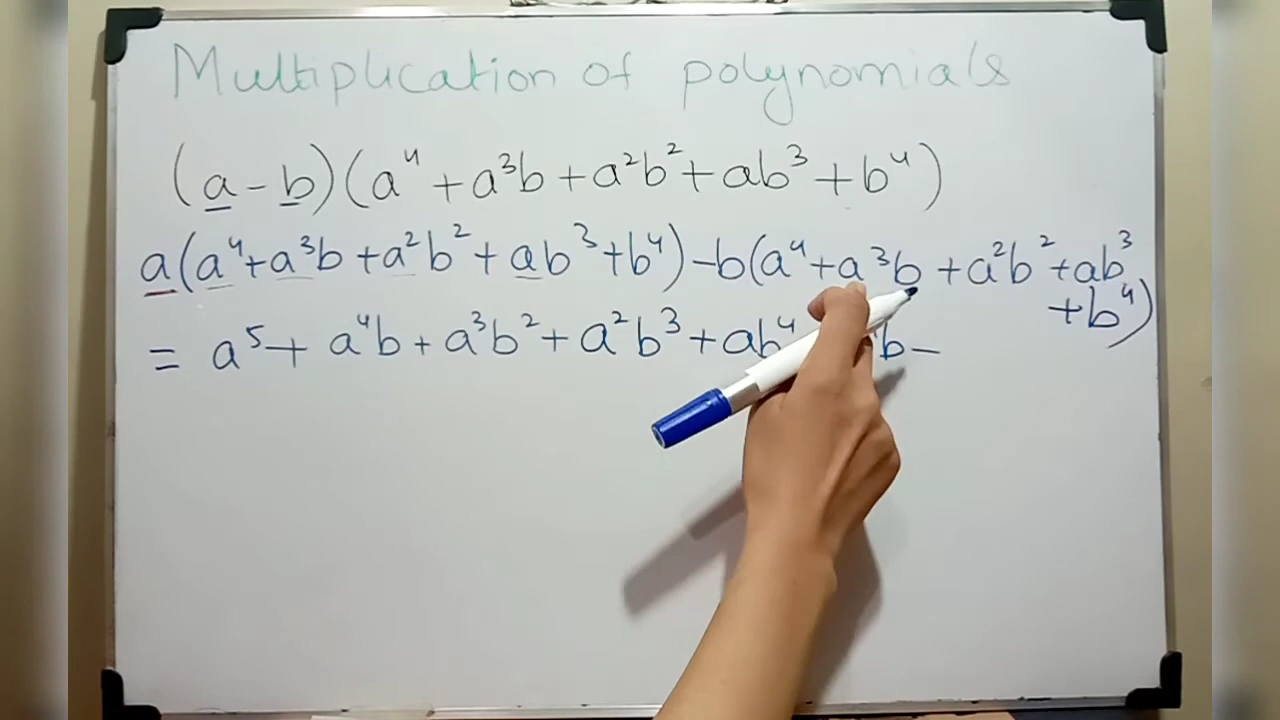 Multiplication of polynomials
(a - b)(a⁴ + a³b + a²b² + ab³ + b⁴)
a(a⁴ + a³b + a²b² + ab³ + b⁴) - b(a⁴ + a³b + a²b² + ab³
+ b⁴)
= a⁵ + a⁴b + a³b² + a²b³ + ab⁴ b -